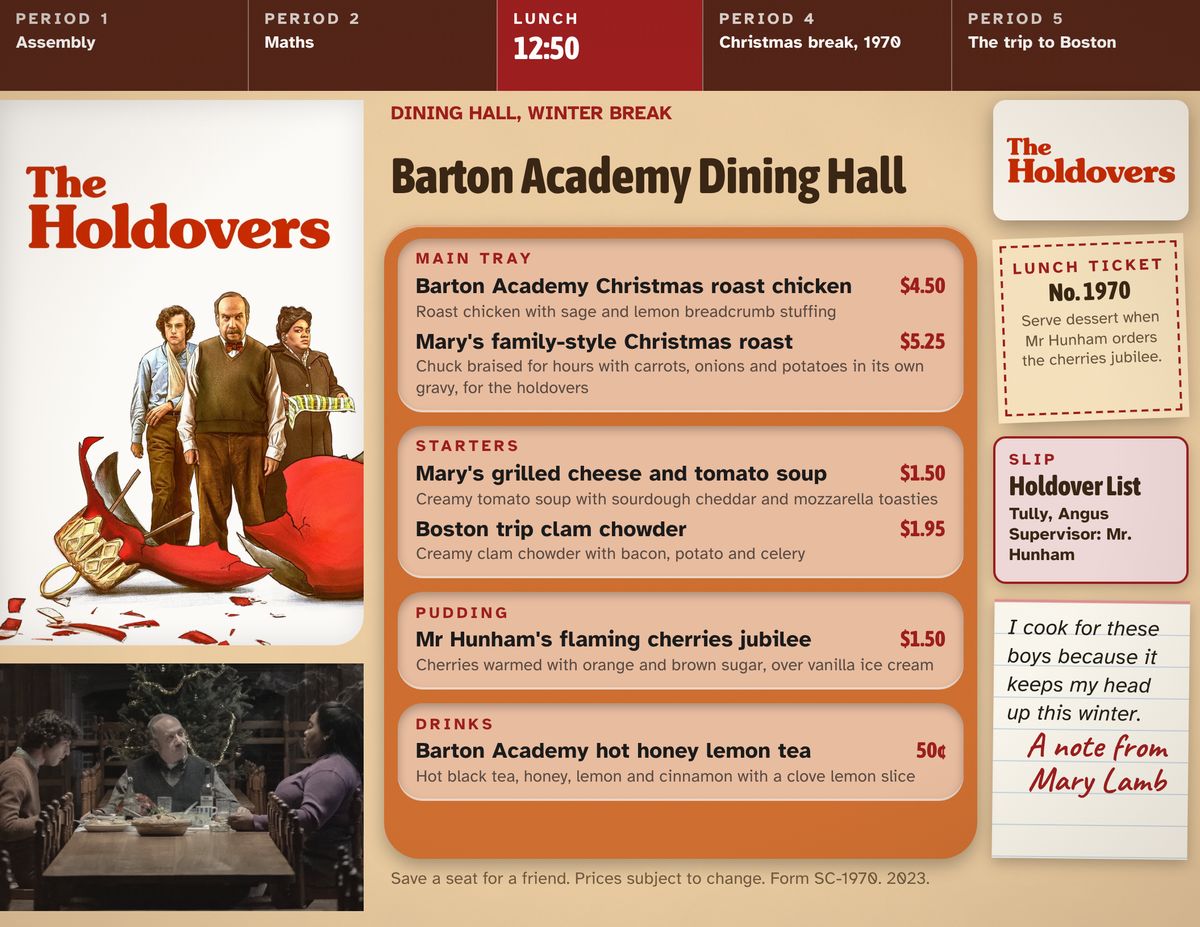 PERIOD 1
Assembly
PERIOD 2
Maths
LUNCH
12:50
PERIOD 4
Christmas break, 1970
PERIOD 5
The trip to Boston
The
Holdovers
DINING HALL, WINTER BREAK
Barton Academy Dining Hall
MAIN TRAY
Barton Academy Christmas roast chicken $4.50
Roast chicken with sage and lemon breadcrumb stuffing
Mary's family-style Christmas roast $5.25
Chuck braised for hours with carrots, onions and potatoes in its own
gravy, for the holdovers
STARTERS
Mary's grilled cheese and tomato soup $1.50
Creamy tomato soup with sourdough cheddar and mozzarella toasties
Boston trip clam chowder $1.95
Creamy clam chowder with bacon, potato and celery
PUDDING
Mr Hunham's flaming cherries jubilee $1.50
Cherries warmed with orange and brown sugar, over vanilla ice cream
DRINKS
Barton Academy hot honey lemon tea 50¢
Hot black tea, honey, lemon and cinnamon with a clove lemon slice
Save a seat for a friend. Prices subject to change. Form SC-1970. 2023.
The
Holdovers
LUNCH TICKET
No. 1970
Serve dessert when
Mr Hunham orders
the cherries jubilee.
SLIP
Holdover List
Tully, Angus
Supervisor: Mr.
Hunham
I cook for these
boys because it
keeps my head
up this winter.
A note from
Mary Lamb